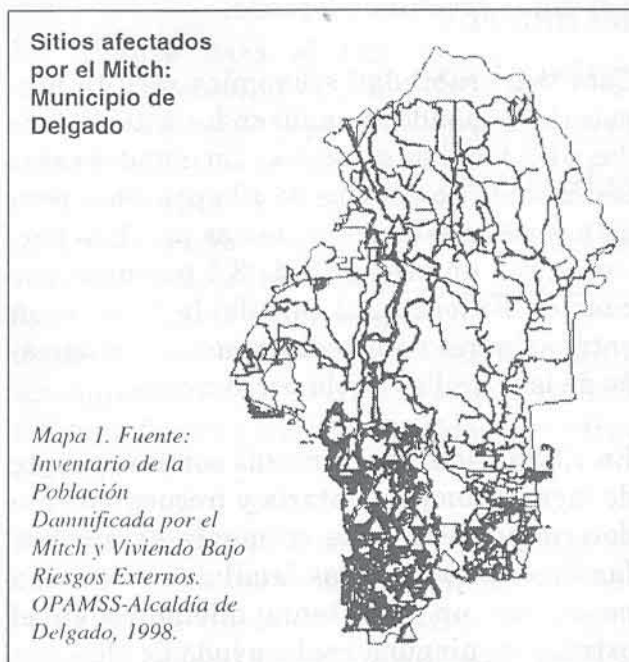 Sitios afectados
por el Mitch:
Municipio de
Delgado
Mapa 1. Fuente:
Inventario de la
Población
Damnificada por el
Mitch y Viviendo Bajo
Riesgos Externos.
OPAMSS-Alcaldía de
Delgado, 1998.